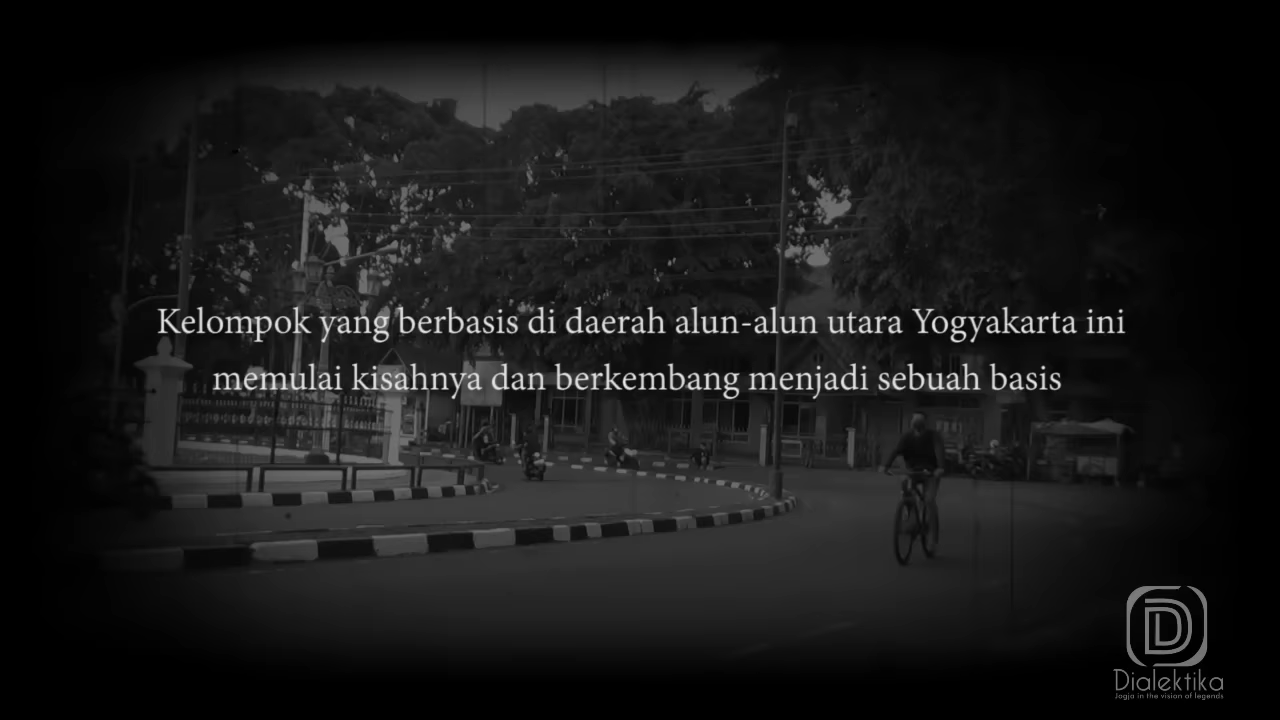 Kelompok yang berbasis di daerah alun-alun utara Yogyakarta ini
memulai kisahnya dan berkembang menjadi sebuah basis
D
Dialektika
Jogja in the vision of legends